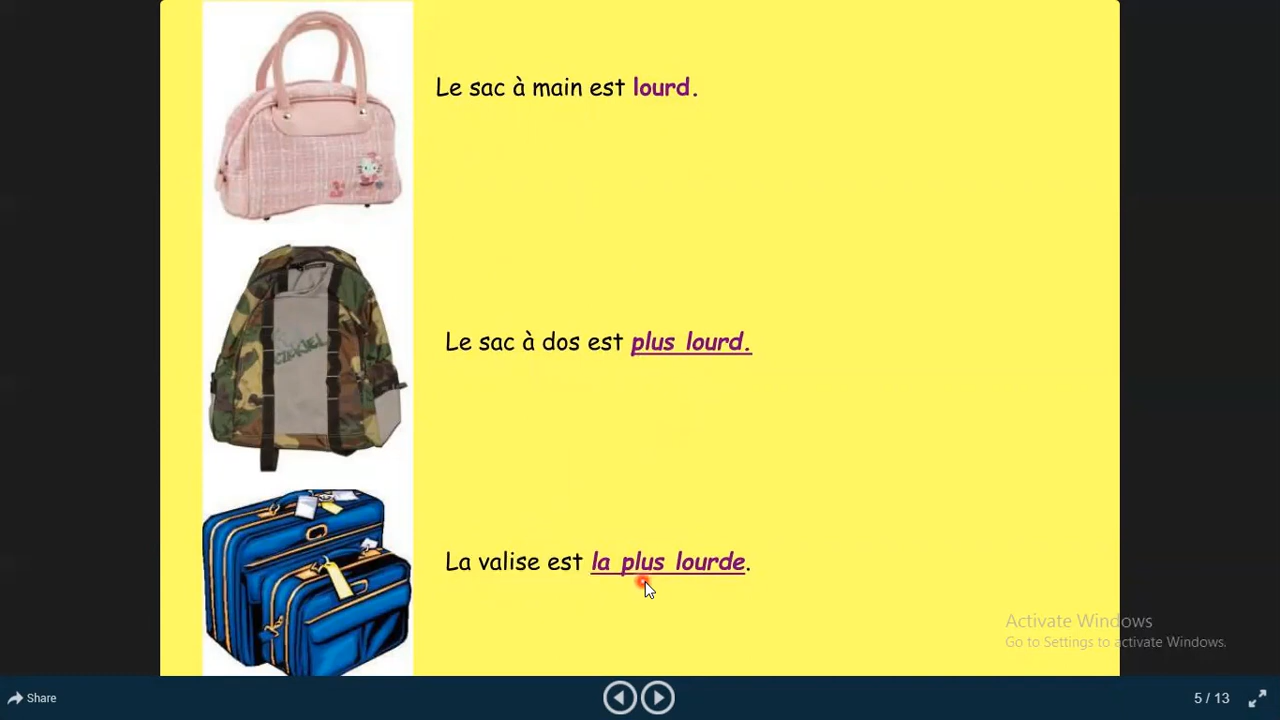 Le sac à main est lourd.
Le sac à dos est plus lourd.
La valise est la plus lourde.
Activate Windows
Go to Settings to activate Windows.
Share
5 / 13